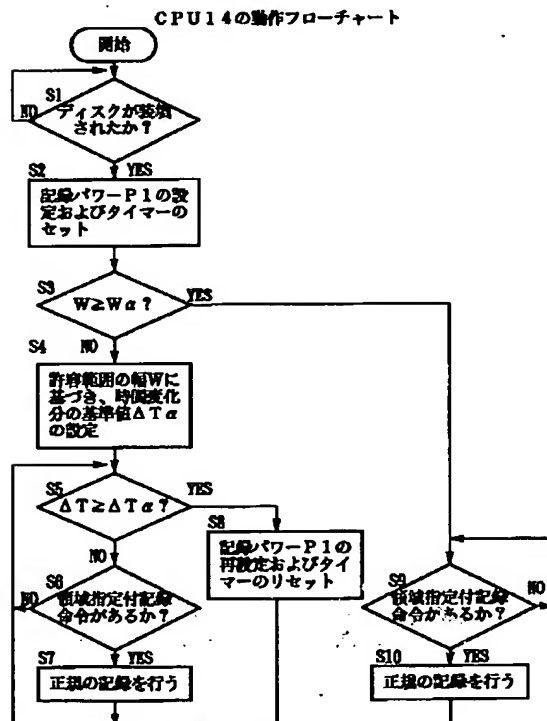 CPU14の動作フローチャート
開始
S1
ディスクが装填
されたか?
NO
YES
S2
記録パワーP1の設
定およびタイマーの
セット
S3
W≧Wα?
YES
NO
S4
許容範囲の幅Wに
基づき、時間変化
分の基準値ΔTα
の設定
S5
ΔT≧ΔTα?
YES
NO
S8
記録パワーP1の
再設定およびタイ
マーのリセット
S6
領域指定付記録
命令があるか?
NO
YES
S7
正規の記録を行う
S9
領域指定付記録
命令があるか?
NO
YES
S10
正規の記録を行う